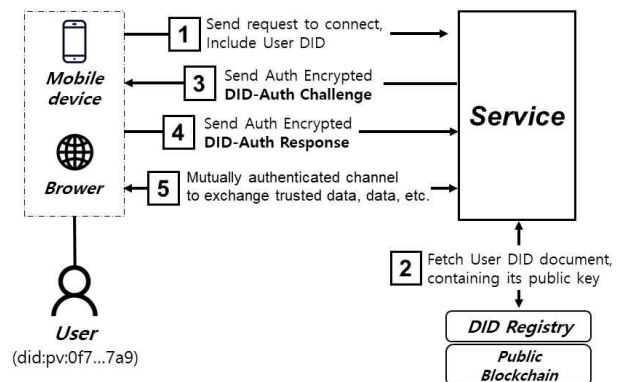 1
Send request to connect,
Include User DID
Mobile
device
3
Send Auth Encrypted
DID-Auth Challenge
Service
4
Send Auth Encrypted
DID-Auth Response
Brower
5
Mutually authenticated channel
to exchange trusted data, data, etc.
2
Fetch User DID document,
containing its public key
User
(did:pv:0f7...7a9)
DID Registry
Public
Blockchain